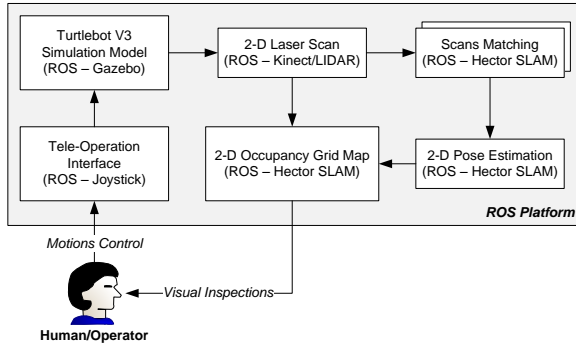 Turtlebot V3
Simulation Model
(ROS – Gazebo)
2-D Laser Scan
(ROS – Kinect/LIDAR)
Scans Matching
(ROS – Hector SLAM)
Tele-Operation
Interface
(ROS – Joystick)
2-D Occupancy Grid Map
(ROS – Hector SLAM)
2-D Pose Estimation
(ROS – Hector SLAM)
ROS Platform
Motions Control
Visual Inspections
Human/Operator